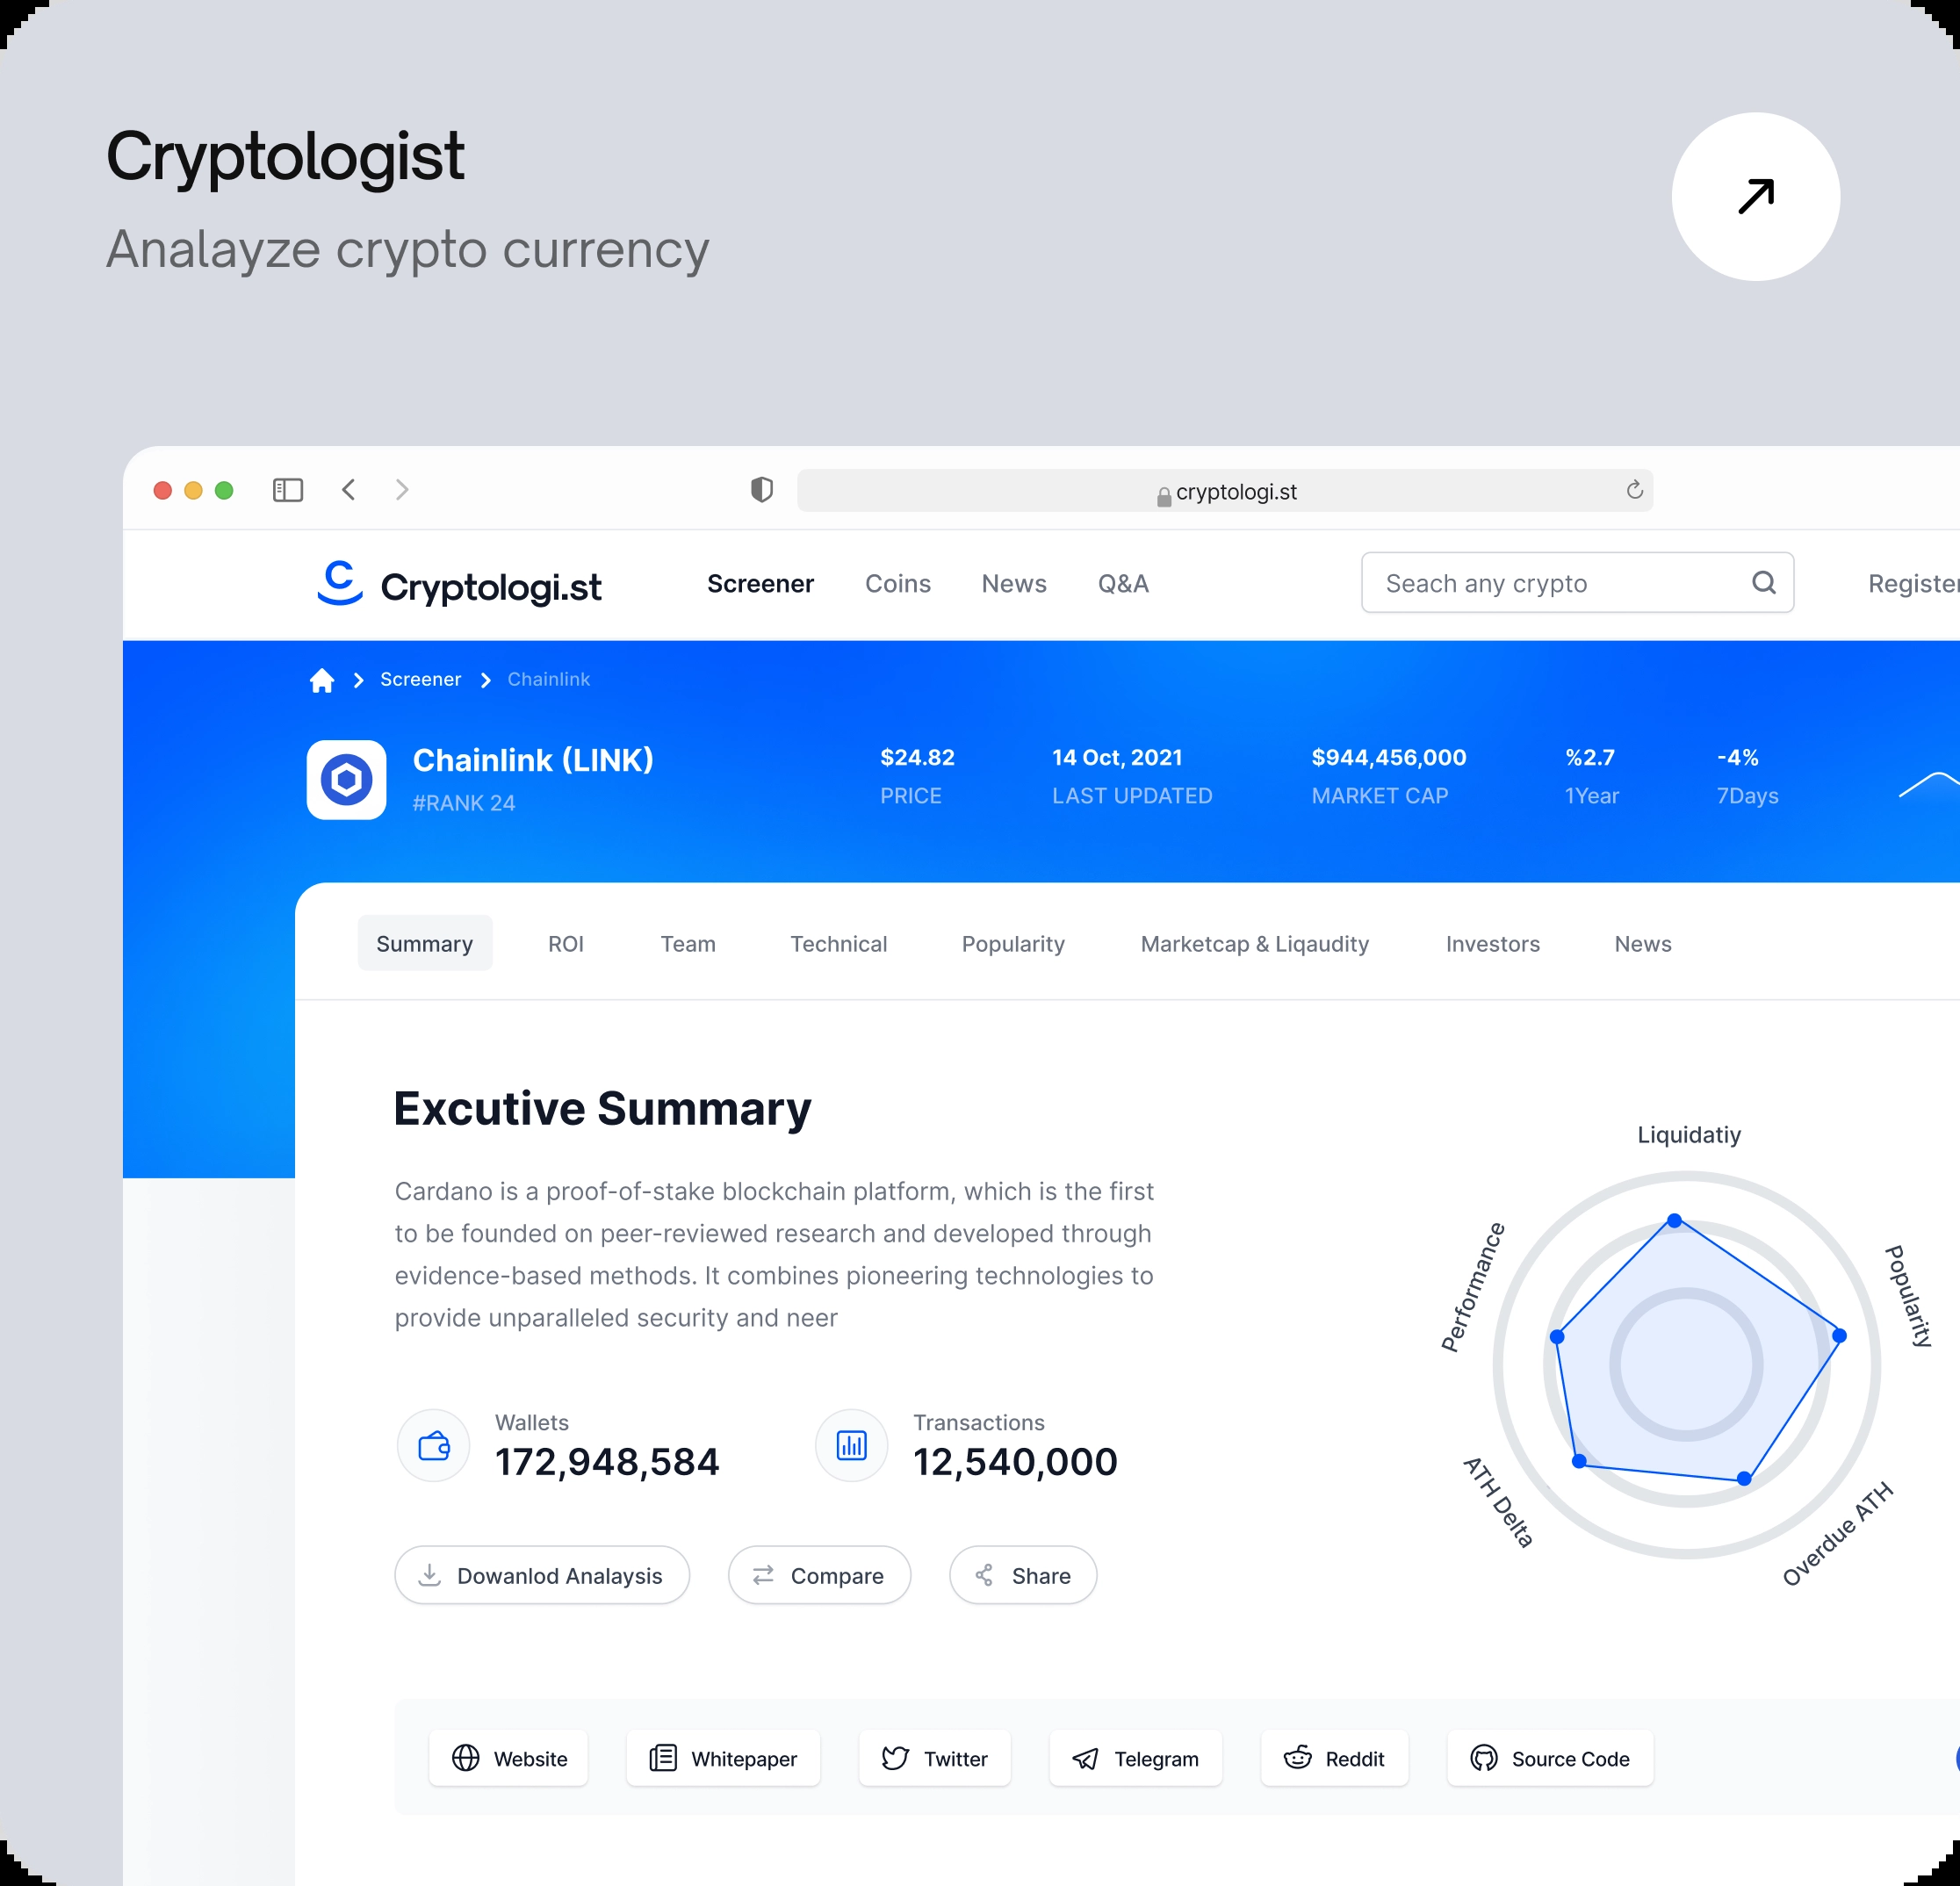 Cryptologist
Analayze crypto currency
cryptologi.st
C Cryptologi.st
Screener
Coins
News
Q&A
Seach any crypto
Register
Screener
Chainlink
Chainlink (LINK)
#RANK 24
$24.82
PRICE
14 Oct, 2021
LAST UPDATED
$944,456,000
MARKET CAP
%2.7
1Year
-4%
7Days
Summary
ROI
Team
Technical
Popularity
Marketcap & Liqaudity
Investors
News
Excutive Summary
Cardano is a proof-of-stake blockchain platform, which is the first
to be founded on peer-reviewed research and developed through
evidence-based methods. It combines pioneering technologies to
provide unparalleled security and neer
Wallets
172,948,584
Transactions
12,540,000
Dowanlod Analaysis
Compare
Share
Liquidatiy
Popularity
Overdue ATH
ATH Delta
Performance
Website
Whitepaper
Twitter
Telegram
Reddit
Source Code